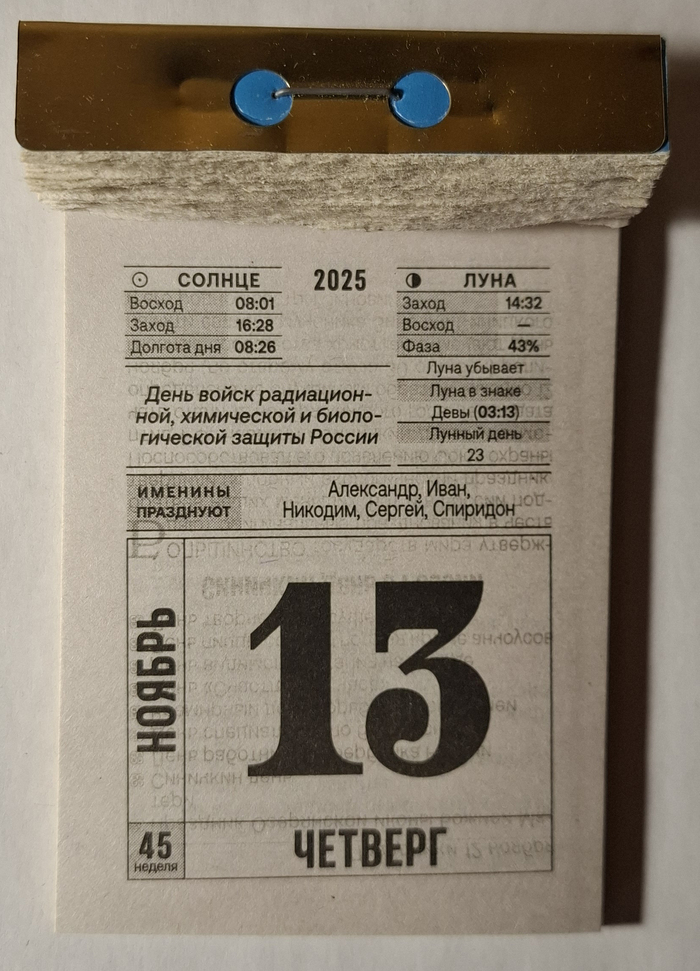 СОЛНЦЕ
Восход 08:01
Заход 16:28
Долгота дня 08:26
2025
ЛУНА
Заход 14:32
Восход —
Фаза 43%
Луна убывает
Луна в знаке
Девы (03:13)
Лунный день
23
День войск радиацион-
ной, химической и биоло-
гической защиты России
ИМЕНИНЫ
ПРАЗДНУЮТ
Александр, Иван,
Никодим, Сергей, Спиридон
НОЯБРЬ
13
45
неделя
ЧЕТВЕРГ